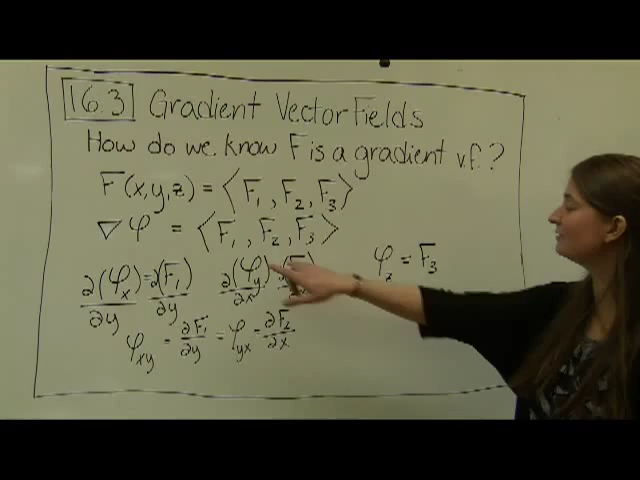 16.3 Gradient Vector Fields
How do we know F is a gradient v.f.?
F(x,y,z) = ⟨F₁, F₂, F₃⟩
∇φ = ⟨F₁, F₂, F₃⟩
∂(φₓ)/∂y = ∂(F₁)/∂y ∂(φ_y)/∂x φ_z = F₃
φ_xy = ∂F₁/∂y = φ_yx = ∂F₂/∂x